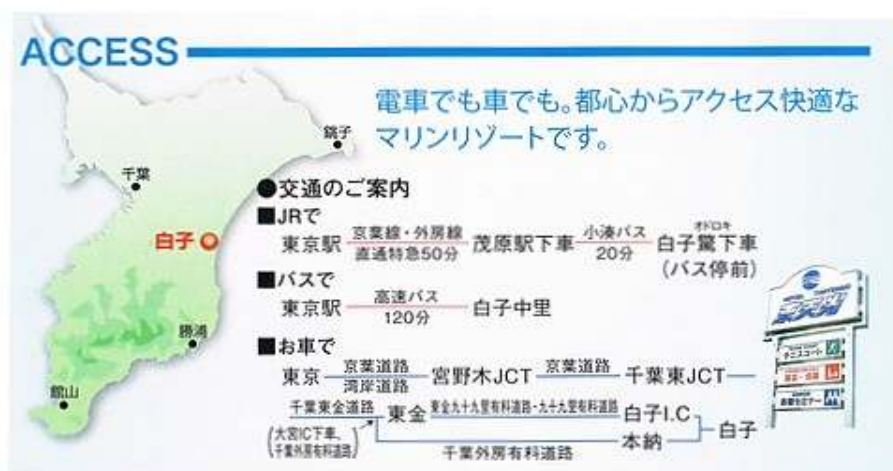 ACCESS
電車でも車でも。都心からアクセス快適な
マリンリゾートです。
銚子
千葉
白子
勝浦
館山
●交通のご案内
■JRで
東京駅 京葉線・外房線 直通特急50分 茂原駅下車 小湊バス 20分 白子驚下車 オドロキ
(バス停前)
■バスで
東京駅 高速バス 120分 白子中里
■お車で
東京 京葉道路 湾岸道路 宮野木JCT 京葉道路 千葉東JCT
千葉東金道路 東金 東金九十九里有料道路・九十九里有料道路 白子I.C
(大宮IC下車、
千葉外房有料道路)
千葉外房有料道路 本納 白子
テニスコート